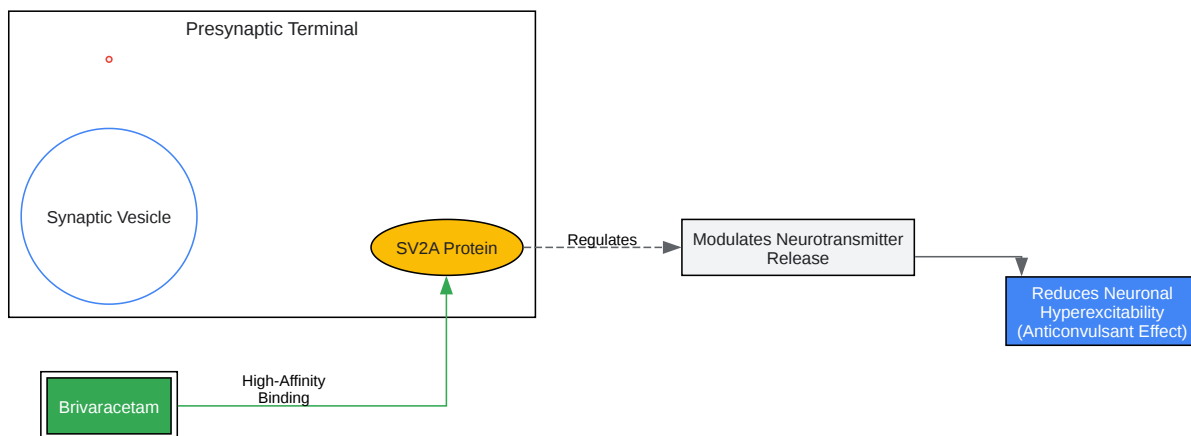 Presynaptic Terminal
Synaptic Vesicle
SV2A Protein
Regulates
Modulates Neurotransmitter
Release
Reduces Neuronal
Hyperexcitability
(Anticonvulsant Effect)
High-Affinity
Binding
Brivaracetam